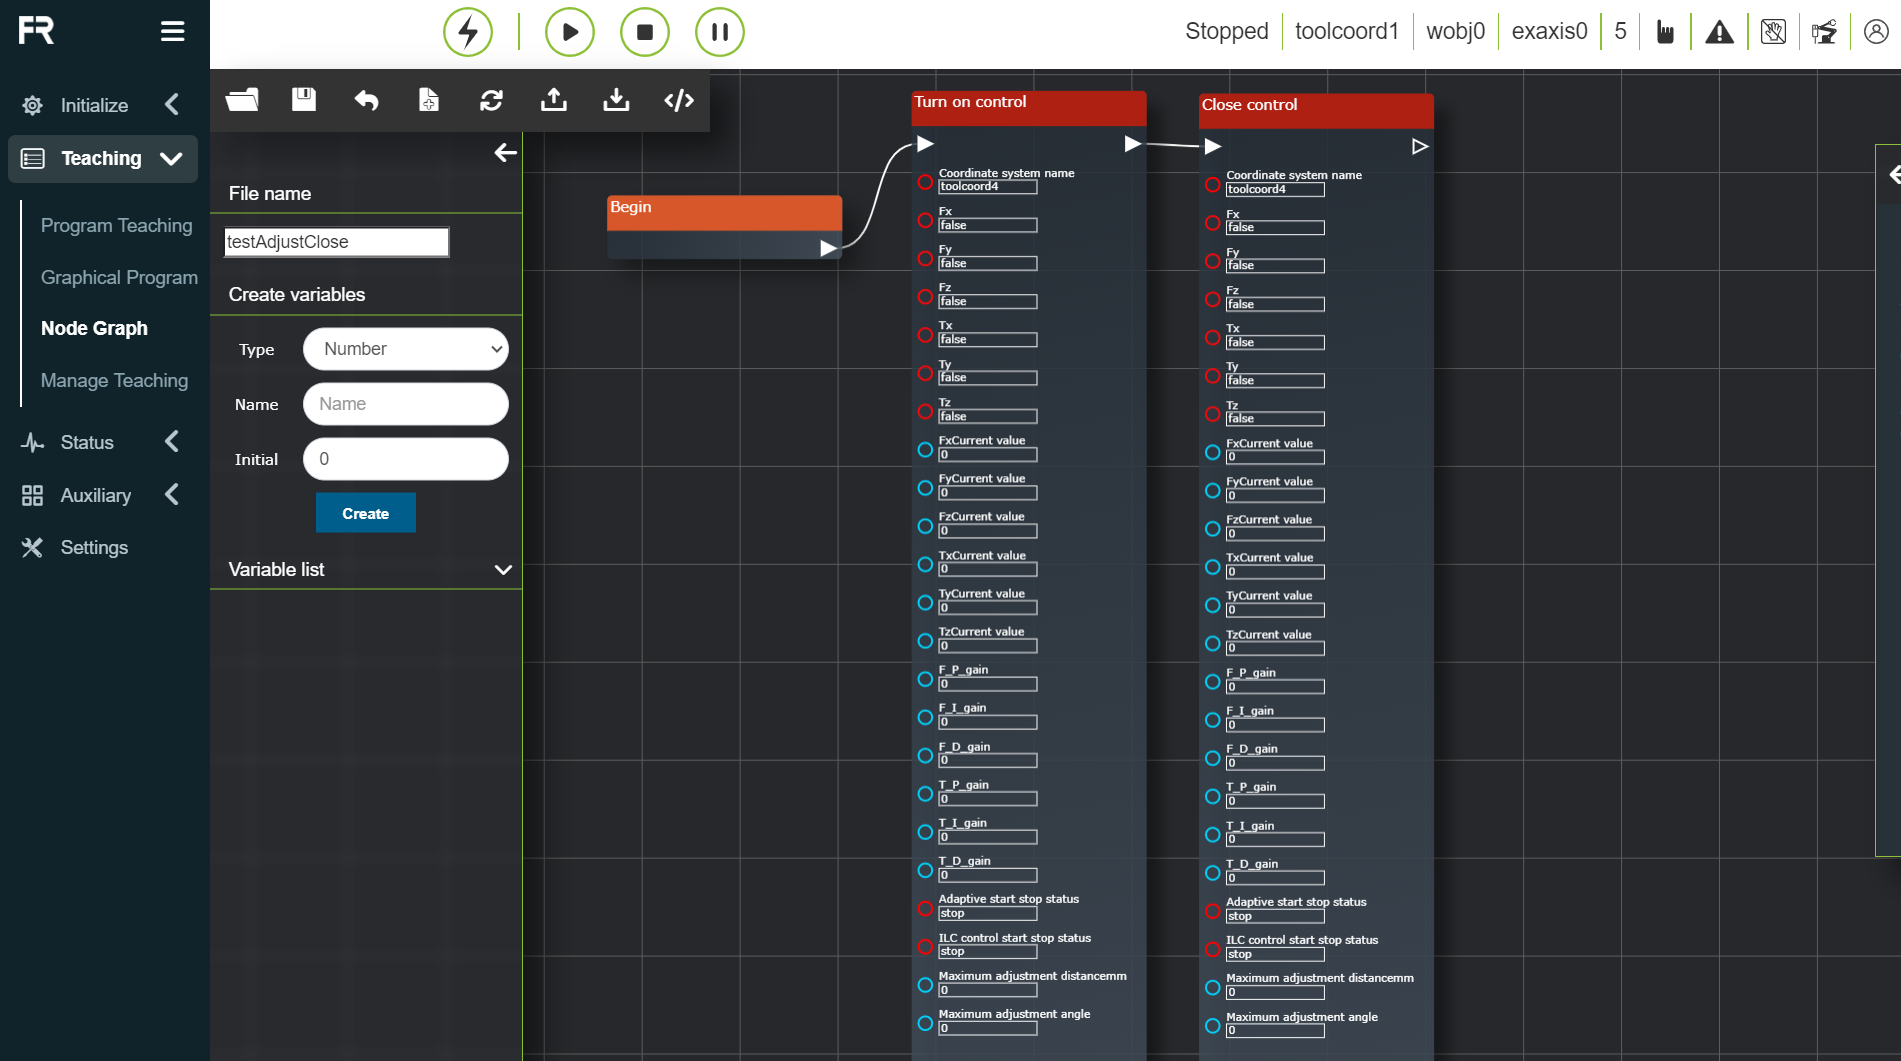 FR
Stopped
toolcoord1
wobj0
exaxis0
5
Initialize
Teaching
Program Teaching
Graphical Program
Node Graph
Manage Teaching
Status
Auxiliary
Settings
File name
testAdjustClose
Create variables
Type
Number
Name
Name
Initial
0
Create
Variable list
Begin
Turn on control
Coordinate system name
toolcoord4
Fx
false
Fy
false
Fz
false
Tx
false
Ty
false
Tz
false
FxCurrent value
0
FyCurrent value
0
FzCurrent value
0
TxCurrent value
0
TyCurrent value
0
TzCurrent value
0
F_P_gain
0
F_I_gain
0
F_D_gain
0
T_P_gain
0
T_I_gain
0
T_D_gain
0
Adaptive start stop status
stop
ILC control start stop status
stop
Maximum adjustment distancemm
0
Maximum adjustment angle
0
Close control
Coordinate system name
toolcoord4
Fx
false
Fy
false
Fz
false
Tx
false
Ty
false
Tz
false
FxCurrent value
0
FyCurrent value
0
FzCurrent value
0
TxCurrent value
0
TyCurrent value
0
TzCurrent value
0
F_P_gain
0
F_I_gain
0
F_D_gain
0
T_P_gain
0
T_I_gain
0
T_D_gain
0
Adaptive start stop status
stop
ILC control start stop status
stop
Maximum adjustment distancemm
0
Maximum adjustment angle
0